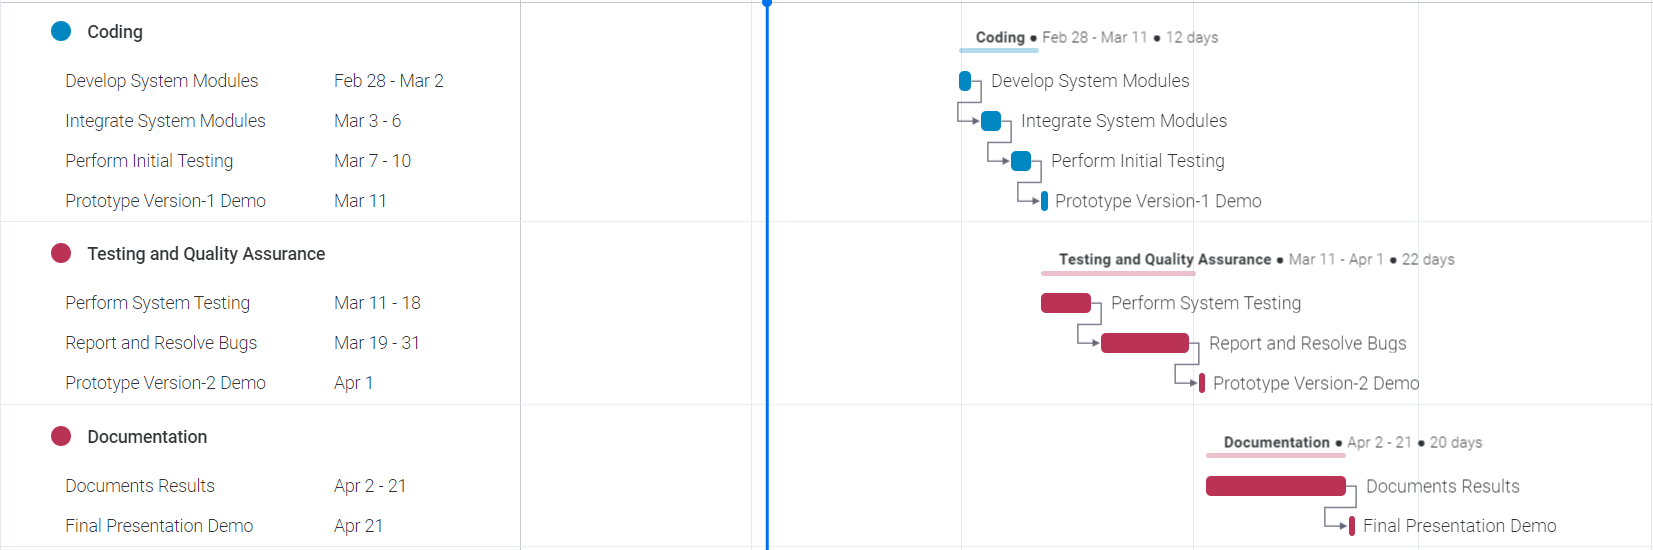 Coding
Coding ● Feb 28 - Mar 11 ● 12 days
Develop System Modules Feb 28 - Mar 2 Develop System Modules
Integrate System Modules Mar 3 - 6 Integrate System Modules
Perform Initial Testing Mar 7 - 10 Perform Initial Testing
Prototype Version-1 Demo Mar 11 Prototype Version-1 Demo
Testing and Quality Assurance
Testing and Quality Assurance ● Mar 11 - Apr 1 ● 22 days
Perform System Testing Mar 11 - 18 Perform System Testing
Report and Resolve Bugs Mar 19 - 31 Report and Resolve Bugs
Prototype Version-2 Demo Apr 1 Prototype Version-2 Demo
Documentation
Documentation ● Apr 2 - 21 ● 20 days
Documents Results Apr 2 - 21 Documents Results
Final Presentation Demo Apr 21 Final Presentation Demo